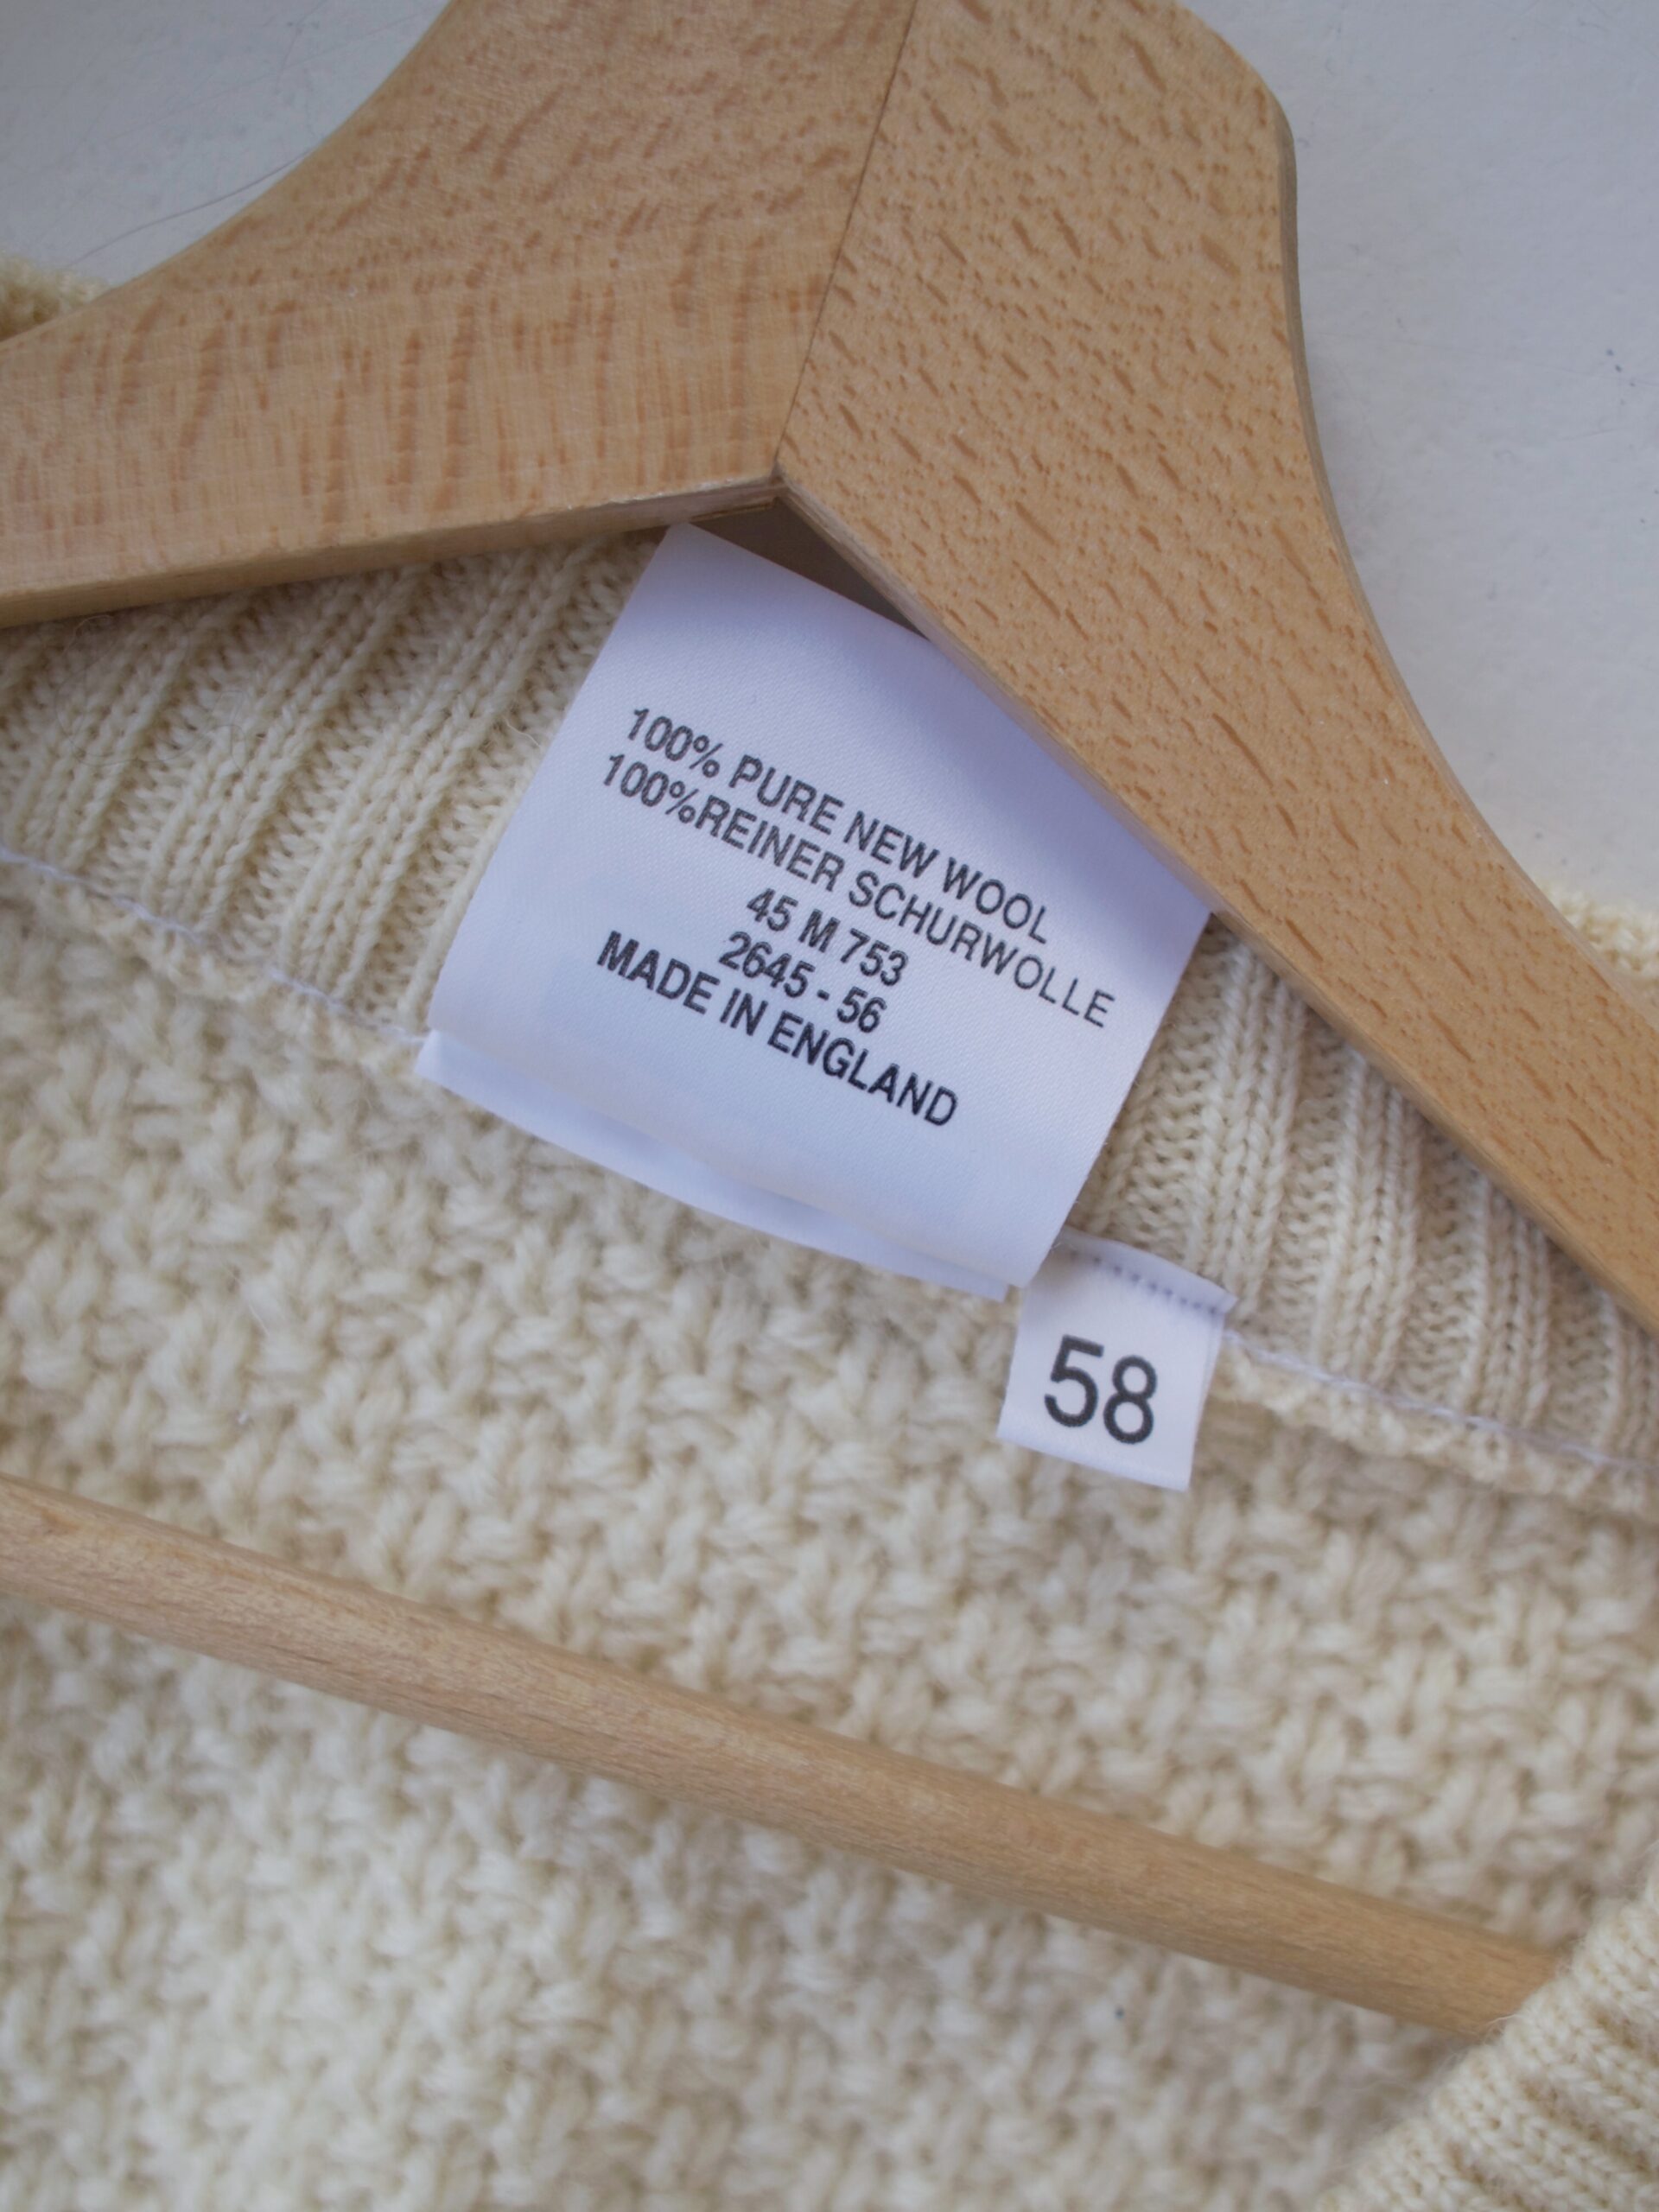 100% PURE NEW WOOL
100%REINER SCHURWOLLE
45 M 753
2645 - 56
MADE IN ENGLAND
58